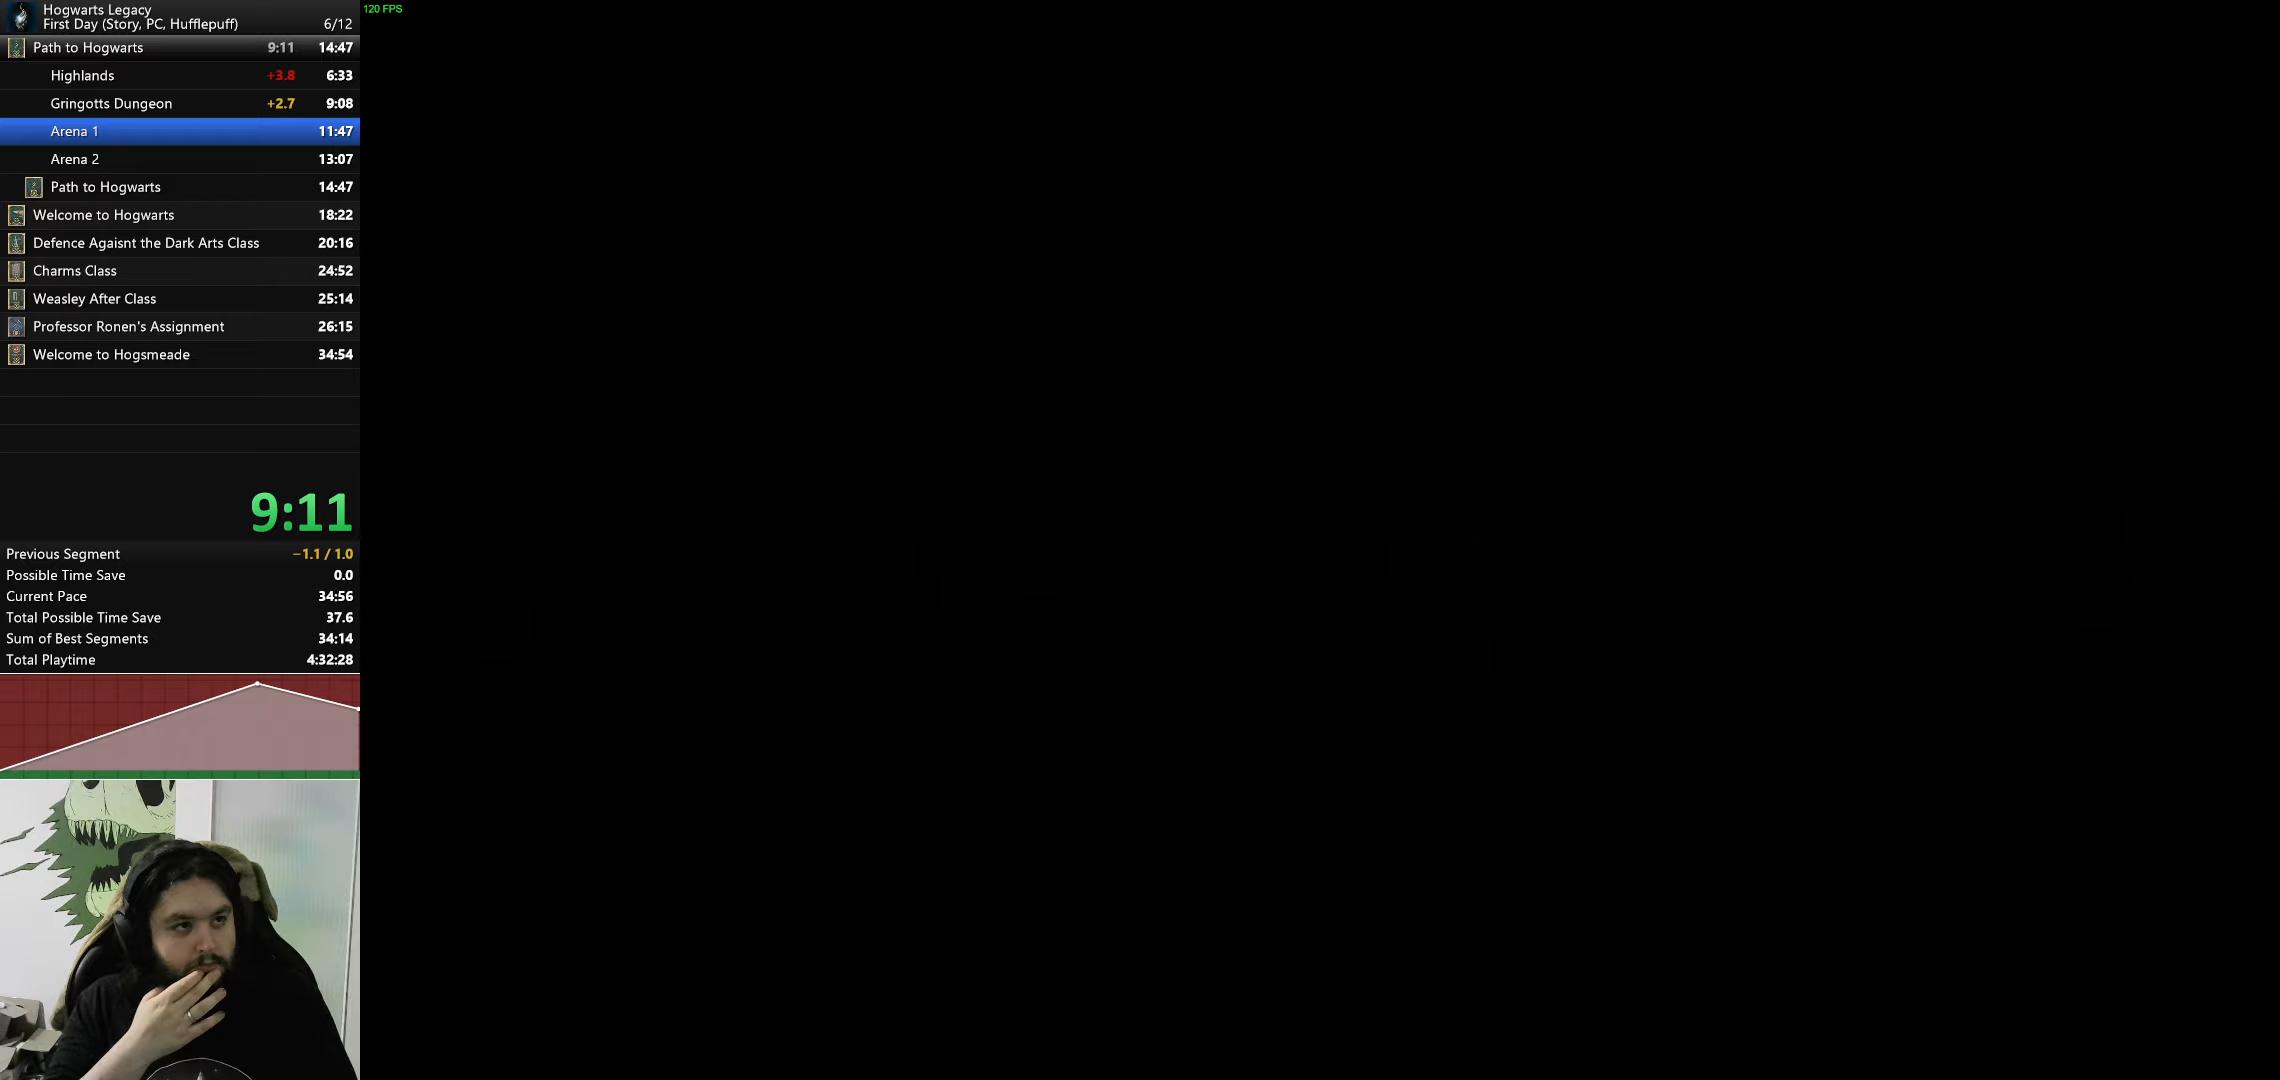 Hogwarts Legacy
First Day (Story, PC, Hufflepuff) 6/12
120 FPS
Path to Hogwarts 9:11 14:47
Highlands +3.8 6:33
Gringotts Dungeon +2.7 9:08
Arena 1 11:47
Arena 2 13:07
Path to Hogwarts 14:47
Welcome to Hogwarts 18:22
Defence Agaisnt the Dark Arts Class 20:16
Charms Class 24:52
Weasley After Class 25:14
Professor Ronen's Assignment 26:15
Welcome to Hogsmeade 34:54
9:11
Previous Segment −1.1 / 1.0
Possible Time Save 0.0
Current Pace 34:56
Total Possible Time Save 37.6
Sum of Best Segments 34:14
Total Playtime 4:32:28